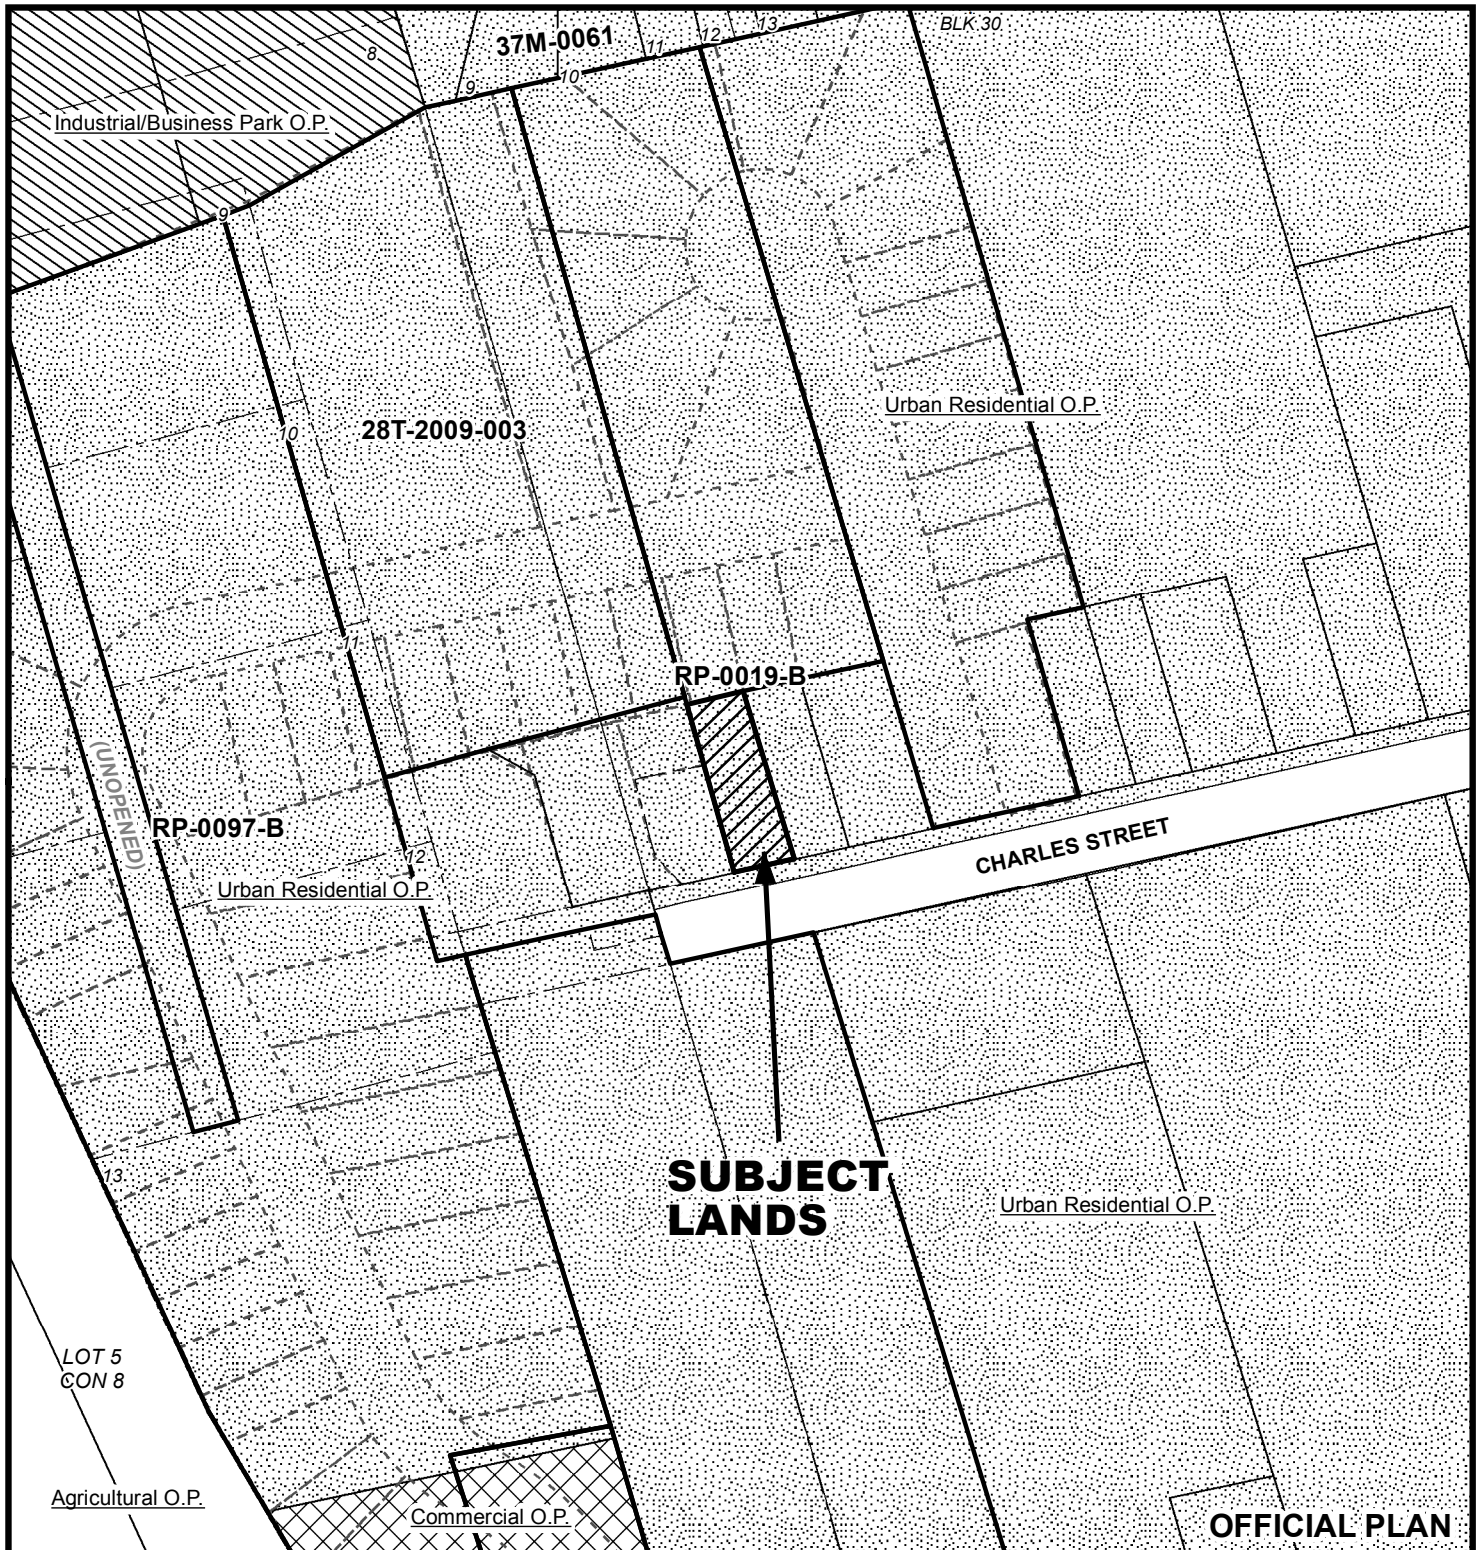 BLK 30
13
12
37M-0061
11
8
10
9
Industrial/Business Park O.P.
9
Urban Residential O.P.
28T-2009-003
10
11
RP-0019-B
(UNOPENED)
RP-0097-B
CHARLES STREET
12
Urban Residential O.P.
SUBJECT
LANDS
13
Urban Residential O.P.
LOT 5
CON 8
Agricultural O.P.
Commercial O.P.
OFFICIAL PLAN